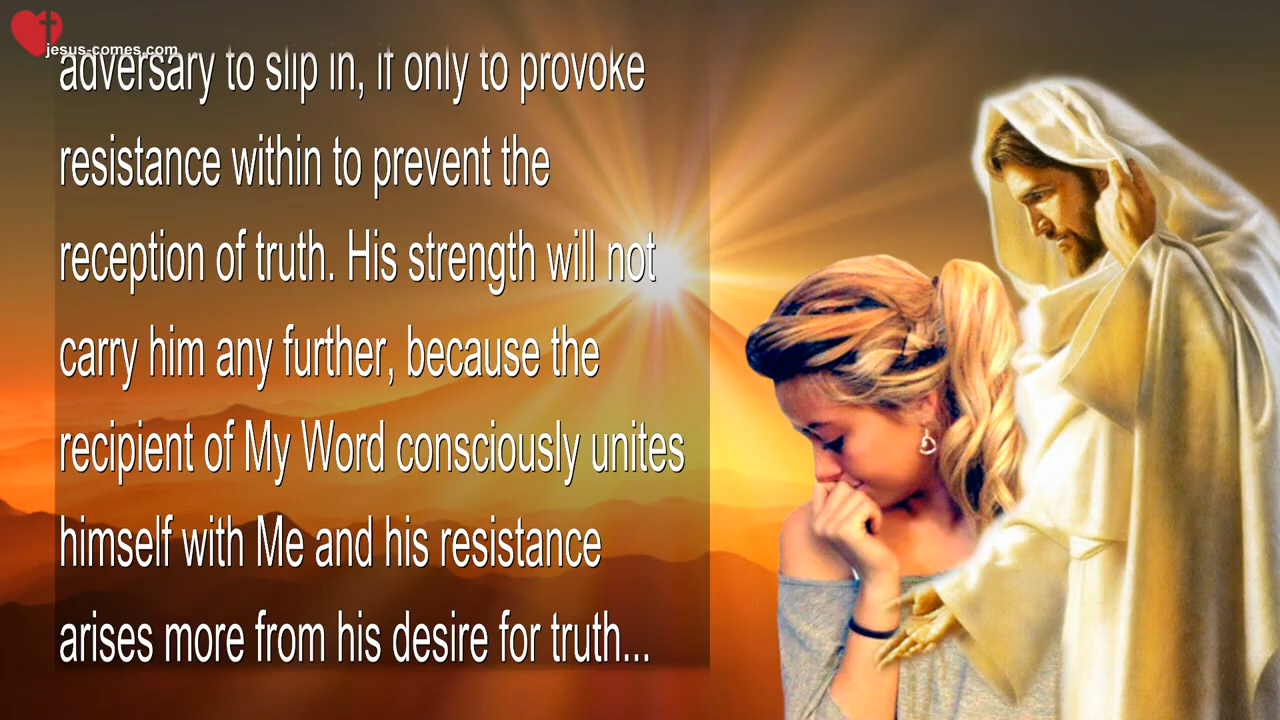 jesus-comes.com
adversary to slip in, if only to provoke
resistance within to prevent the
reception of truth. His strength will not
carry him any further, because the
recipient of My Word consciously unites
himself with Me and his resistance
arises more from his desire for truth...